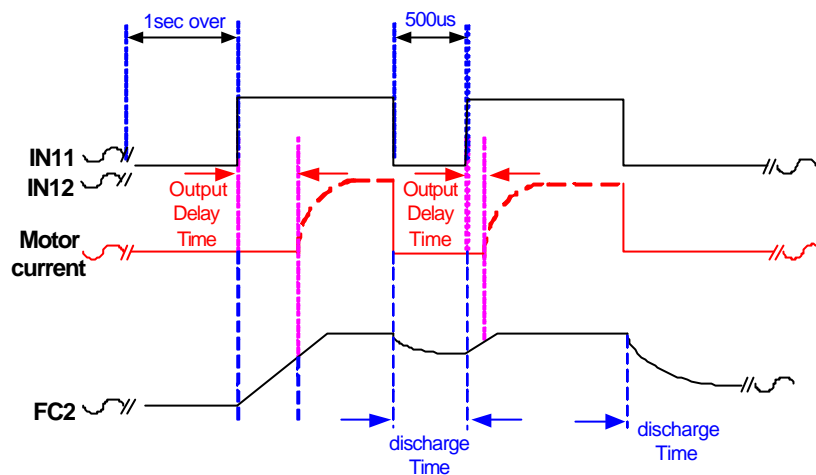 1sec over
500us
IN11
IN12
Output
Delay
Time
Output
Delay
Time
Motor
current
FC2
discharge
Time
discharge
Time